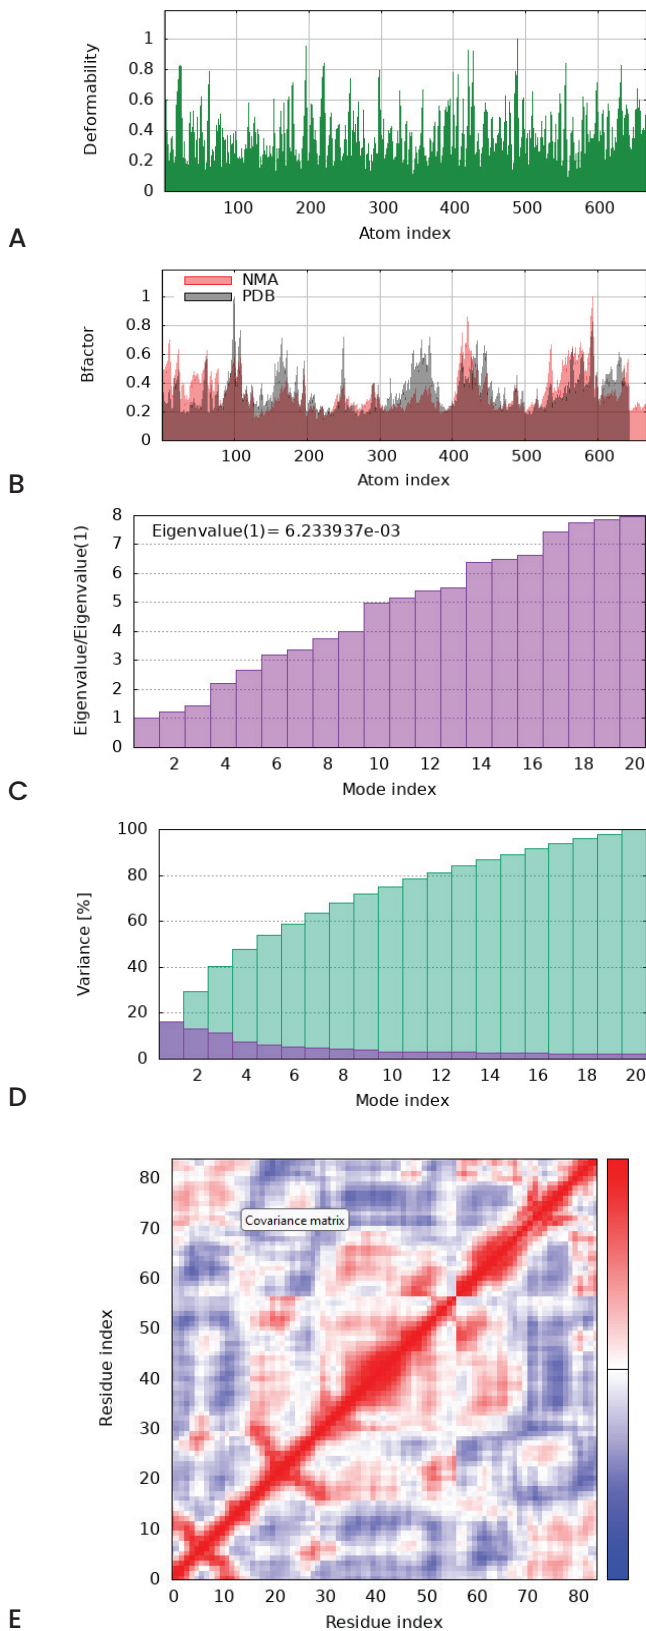 Deformability
1
0.8
0.6
0.4
0.2
0
100 200 300 400 500 600
Atom index
A
NMA
PDB
Bfactor
1
0.8
0.6
0.4
0.2
0
100 200 300 400 500 600
Atom index
B
Eigenvalue(1)= 6.233937e-03
Eigenvalue/Eigenvalue(1)
8
7
6
5
4
3
2
1
0
2 4 6 8 10 12 14 16 18 20
Mode index
C
Variance [%]
100
80
60
40
20
0
2 4 6 8 10 12 14 16 18 20
Mode index
D
Covariance matrix
Residue index
80
70
60
50
40
30
20
10
0
0 10 20 30 40 50 60 70 80
Residue index
E